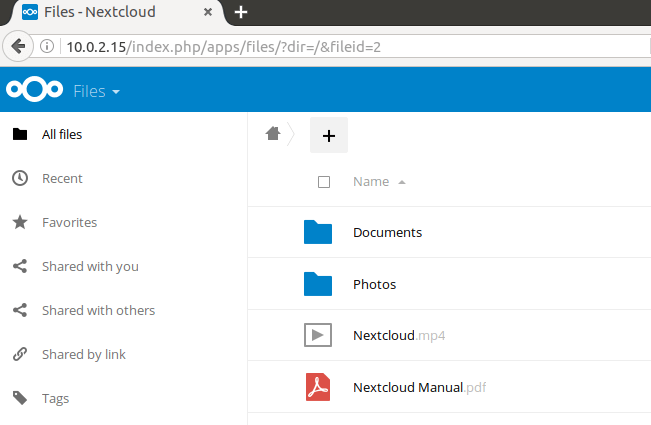 Files - Nextcloud
10.0.2.15/index.php/apps/files/?dir=/&fileid=2
Files
All files
Recent
Favorites
Shared with you
Shared with others
Shared by link
Tags
Name
Documents
Photos
Nextcloud.mp4
Nextcloud Manual.pdf